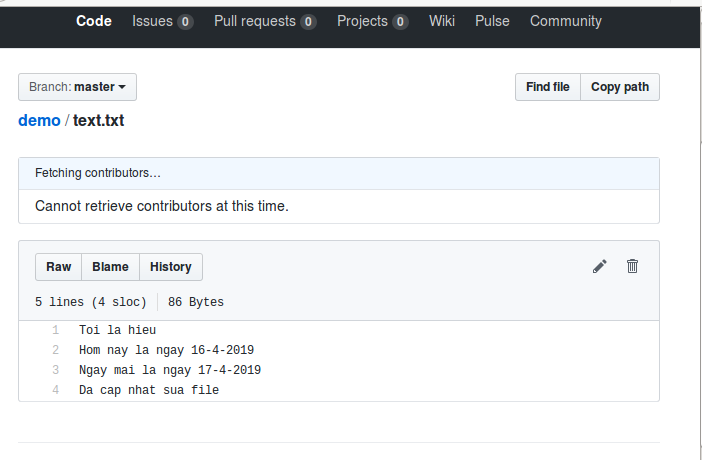 Code Issues 0 Pull requests 0 Projects 0 Wiki Pulse Community
Branch: master Find file Copy path
demo / text.txt
Fetching contributors…
Cannot retrieve contributors at this time.
Raw Blame History
5 lines (4 sloc) 86 Bytes
1 Toi la hieu
2 Hom nay la ngay 16-4-2019
3 Ngay mai la ngay 17-4-2019
4 Da cap nhat sua file